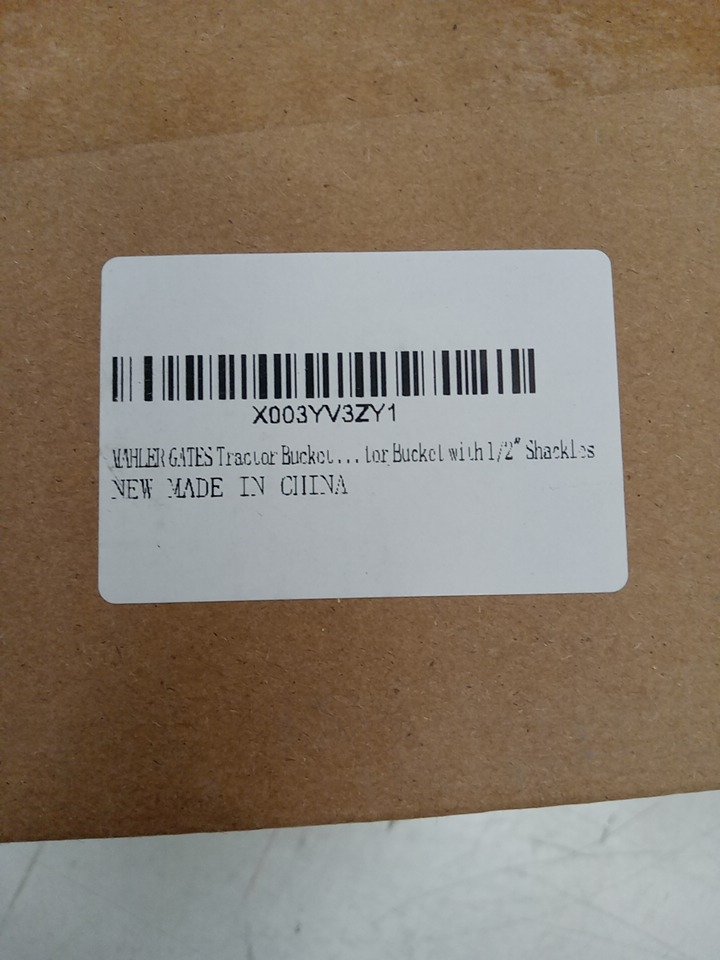 X003YV3ZY1
MAHLER GATES Tractor Bucket...tor Bucket with 1/2" Shackles
NEW MADE IN CHINA